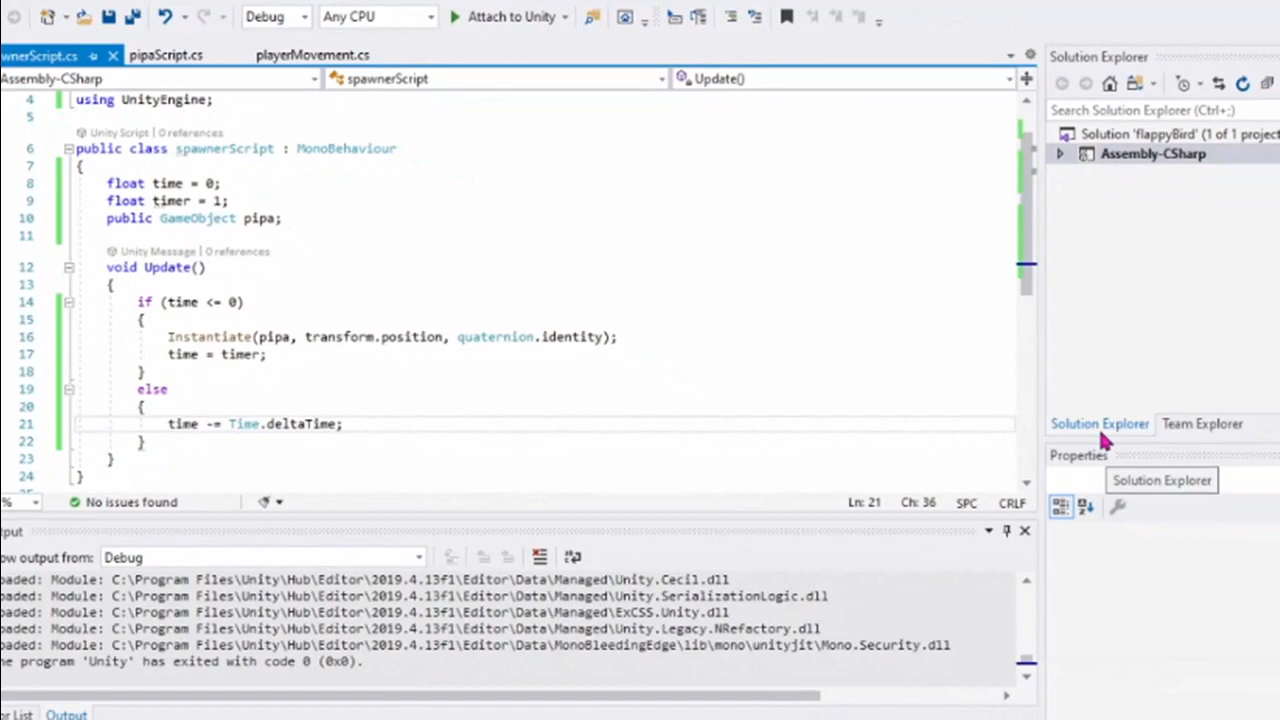 Debug
Any CPU
Attach to Unity
wnerScript.cs
pipaScript.cs
playerMovement.cs
Assembly-CSharp
spawnerScript
Update()
4 using UnityEngine;
5
Unity Script | 0 references
6 public class spawnerScript : MonoBehaviour
7 {
8 float time = 0;
9 float timer = 1;
10 public GameObject pipa;
11
Unity Message | 0 references
12 void Update()
13 {
14 if (time <= 0)
15 {
16 Instantiate(pipa, transform.position, quaternion.identity);
17 time = timer;
18 }
19 else
20 {
21 time -= Time.deltaTime;
22 }
23 }
24 }
%
No issues found
Ln: 21
Ch: 36
SPC
CRLF
Solution Explorer
Search Solution Explorer (Ctrl+;)
Solution 'flappyBird' (1 of 1 project
Assembly-CSharp
Solution Explorer
Team Explorer
Properties
Solution Explorer
tput
ow output from:
Debug
oaded: Module: C:\Program Files\Unity\Hub\Editor\2019.4.13f1\Editor\Data\Managed\Unity.Cecil.dll
oaded: Module: C:\Program Files\Unity\Hub\Editor\2019.4.13f1\Editor\Data\Managed\Unity.SerializationLogic.dll
oaded: Module: C:\Program Files\Unity\Hub\Editor\2019.4.13f1\Editor\Data\Managed\ExCSS.Unity.dll
oaded: Module: C:\Program Files\Unity\Hub\Editor\2019.4.13f1\Editor\Data\Managed\Unity.Legacy.NRefactory.dll
oaded: Module: C:\Program Files\Unity\Hub\Editor\2019.4.13f1\Editor\Data\MonoBleedingEdge\lib\mono\unityjit\Mono.Security.dll
he program 'Unity' has exited with code 0 (0x0).
or List
Output